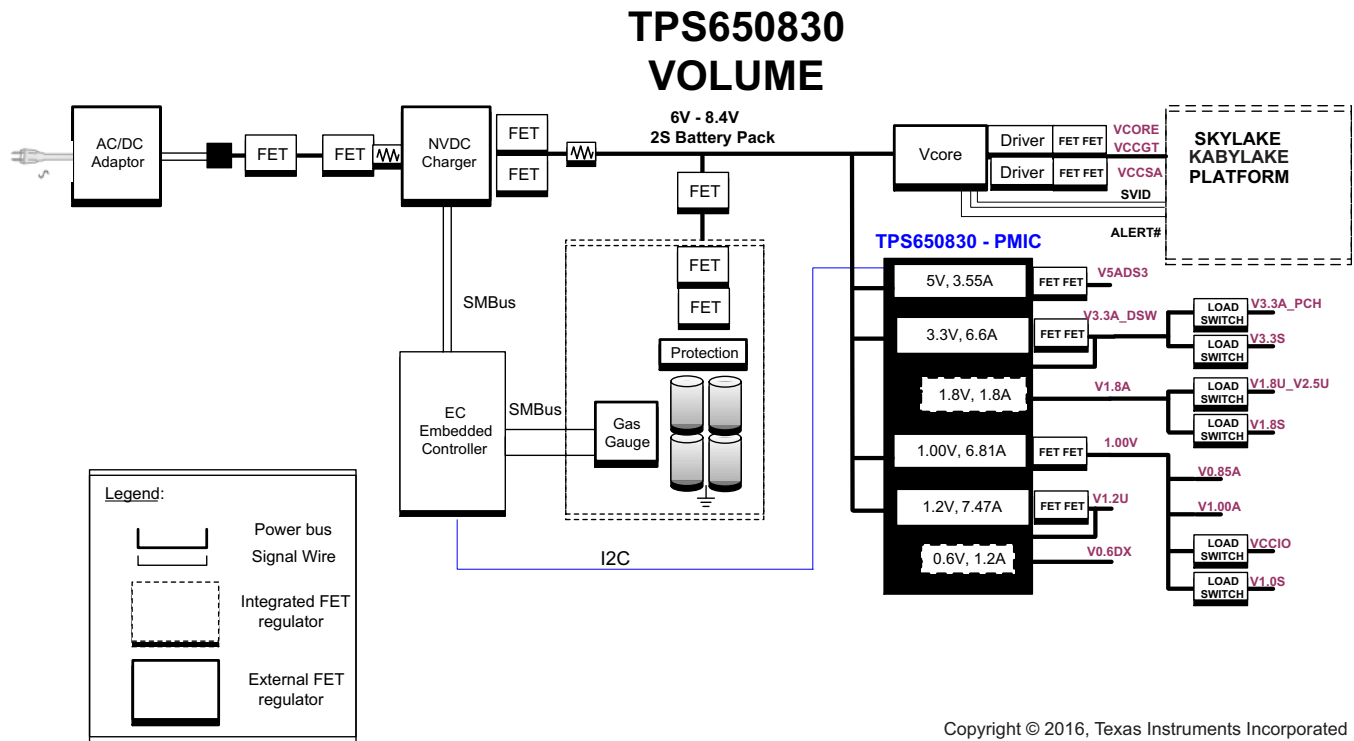 TPS650830
VOLUME
AC/DC
Adaptor
FET
FET
NVDC
Charger
FET
FET
6V - 8.4V
2S Battery Pack
Vcore
Driver
FET FET
Driver
FET FET
VCORE
VCCGT
VCCSA
SVID
ALERT#
SKYLAKE
KABYLAKE
PLATFORM
FET
FET
FET
Protection
Gas
Gauge
SMBus
SMBus
EC
Embedded
Controller
I2C
TPS650830 - PMIC
5V, 3.55A
FET FET
V5ADS3
3.3V, 6.6A
FET FET
V3.3A_DSW
LOAD
SWITCH
V3.3A_PCH
LOAD
SWITCH
V3.3S
1.8V, 1.8A
V1.8A
LOAD
SWITCH
V1.8U_V2.5U
LOAD
SWITCH
V1.8S
1.00V, 6.81A
FET FET
1.00V
V0.85A
V1.00A
LOAD
SWITCH
VCCIO
LOAD
SWITCH
V1.0S
1.2V, 7.47A
FET FET
V1.2U
0.6V, 1.2A
V0.6DX
Legend:
Power bus
Signal Wire
Integrated FET
regulator
External FET
regulator
Copyright © 2016, Texas Instruments Incorporated